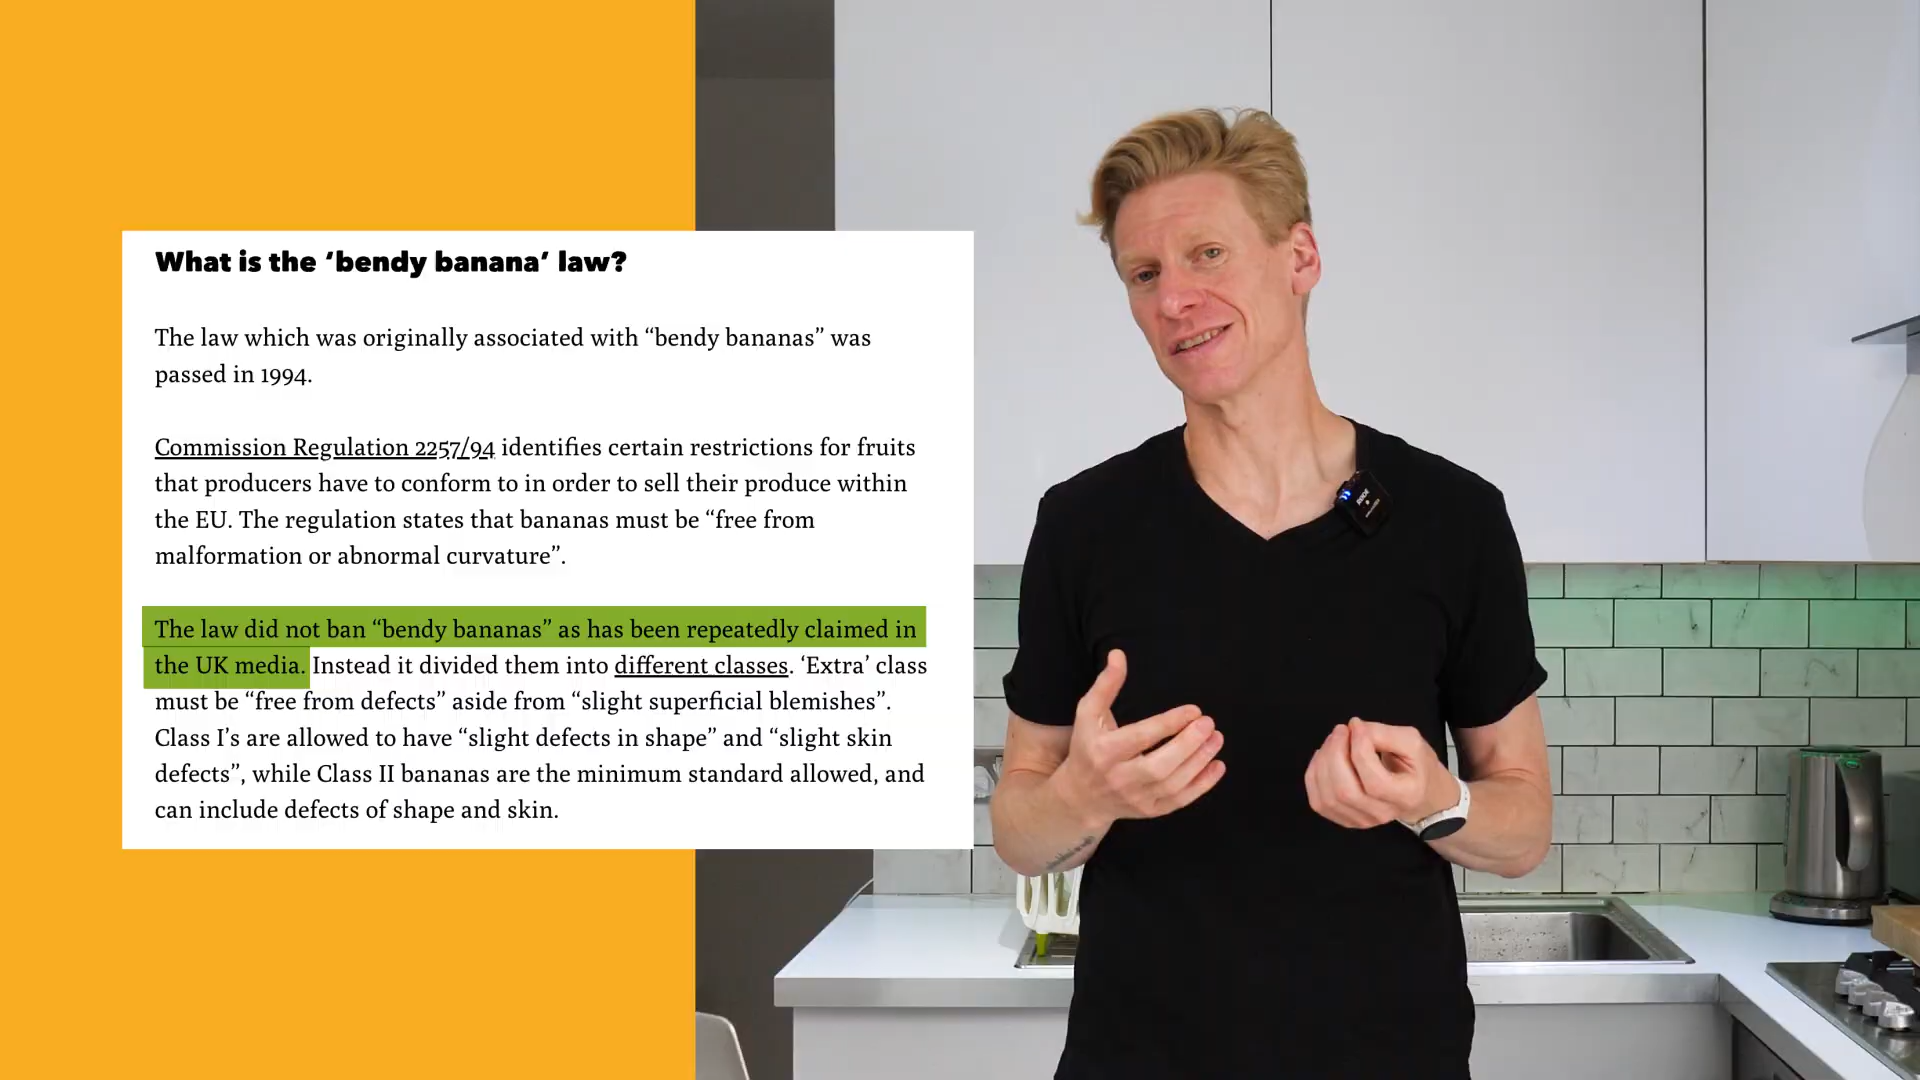 What is the ‘bendy banana’ law?
The law which was originally associated with “bendy bananas” was
passed in 1994.
Commission Regulation 2257/94 identifies certain restrictions for fruits
that producers have to conform to in order to sell their produce within
the EU. The regulation states that bananas must be “free from
malformation or abnormal curvature”.
The law did not ban “bendy bananas” as has been repeatedly claimed in
the UK media. Instead it divided them into different classes. ‘Extra’ class
must be “free from defects” aside from “slight superficial blemishes”.
Class I’s are allowed to have “slight defects in shape” and “slight skin
defects”, while Class II bananas are the minimum standard allowed, and
can include defects of shape and skin.
RØDE